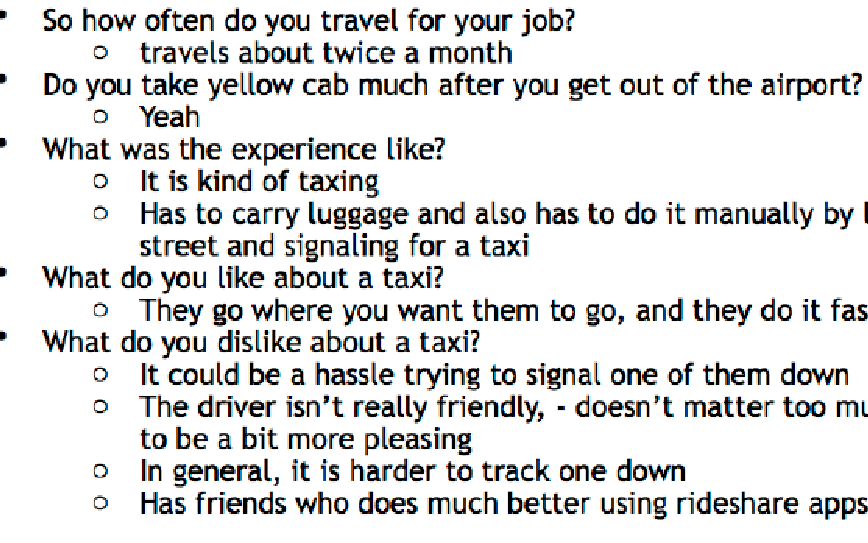 • So how often do you travel for your job?
○ travels about twice a month
• Do you take yellow cab much after you get out of the airport?
○ Yeah
• What was the experience like?
○ It is kind of taxing
○ Has to carry luggage and also has to do it manually by
street and signaling for a taxi
• What do you like about a taxi?
○ They go where you want them to go, and they do it
• What do you dislike about a taxi?
○ It could be a hassle trying to signal one of them down
○ The driver isn't really friendly, - doesn't matter too
to be a bit more pleasing
○ In general, it is harder to track one down
○ Has friends who does much better using rideshare apps